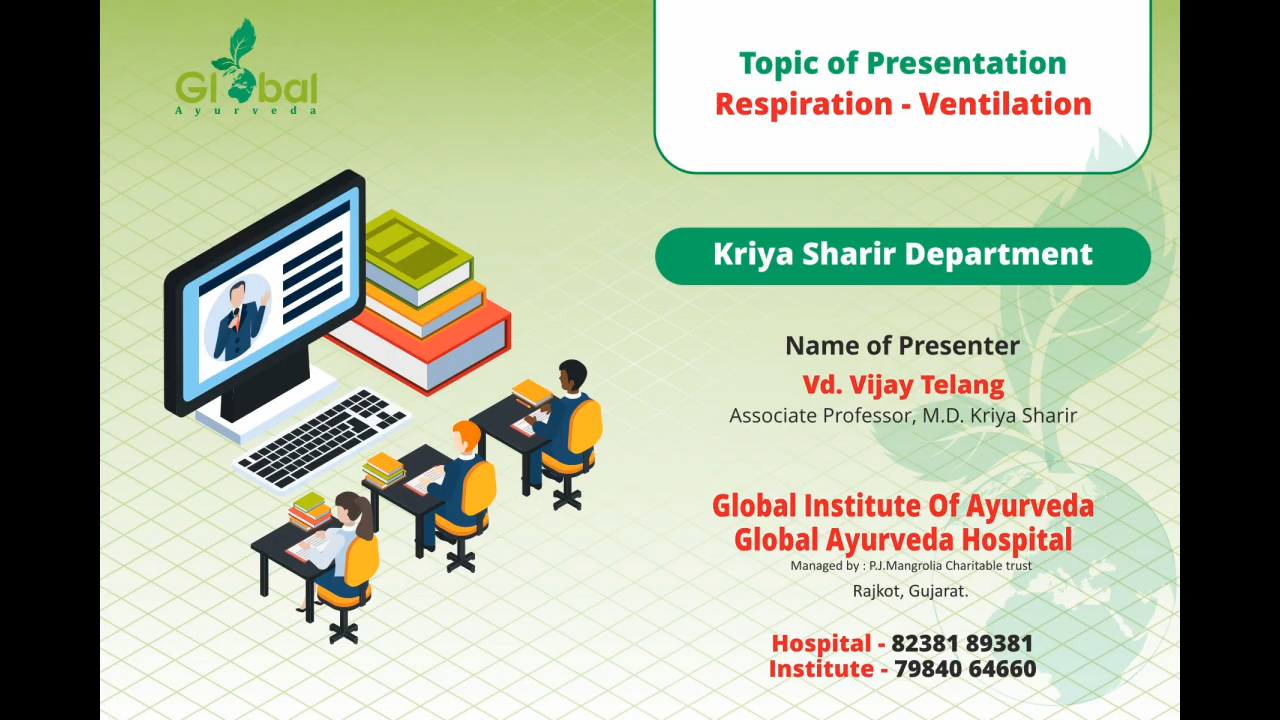 Global
Ayurveda
Topic of Presentation
Respiration - Ventilation
Kriya Sharir Department
Name of Presenter
Vd. Vijay Telang
Associate Professor, M.D. Kriya Sharir
Global Institute Of Ayurveda
Global Ayurveda Hospital
Managed by : P.J.Mangrolia Charitable trust
Rajkot, Gujarat.
Hospital - 82381 89381
Institute - 79840 64660